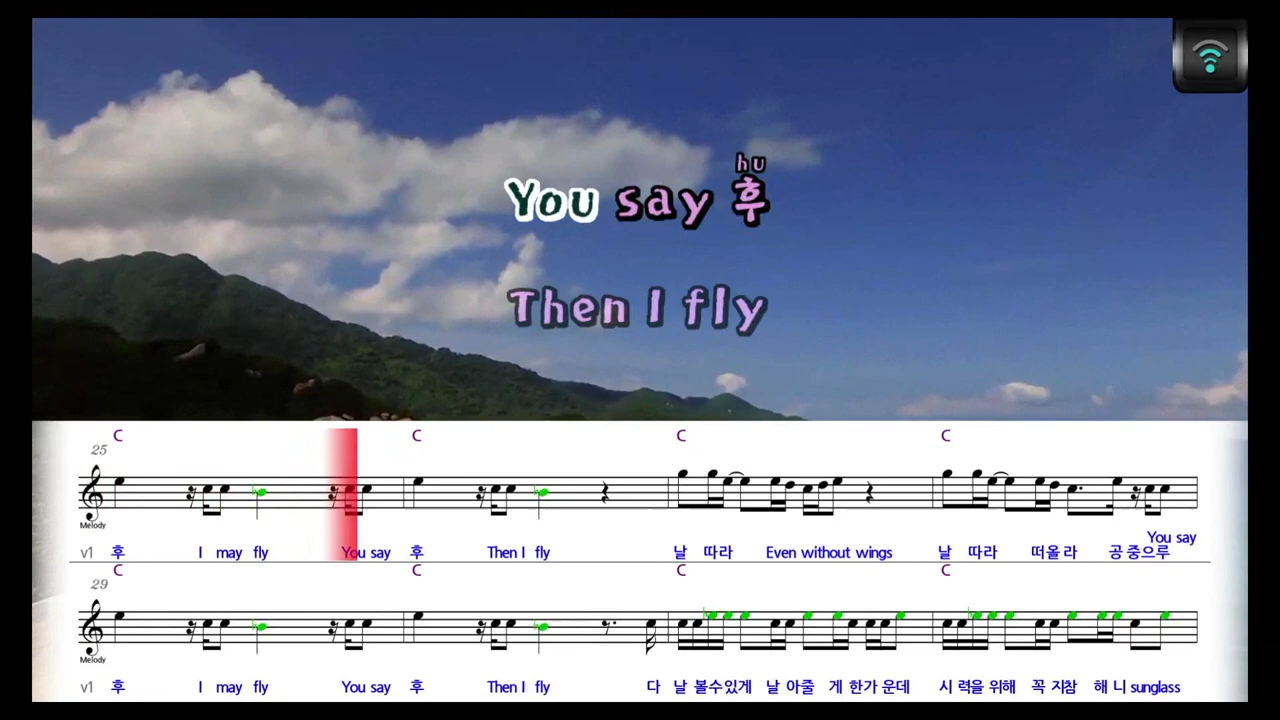 hu
You say 후
Then I fly
C C C C
25
Melody
You say
v1 후 I may fly You say 후 Then I fly 날 따라 Even without wings 날 따라 떠올라 공중으루
C C C C
29
Melody
v1 후 I may fly You say 후 Then I fly 다 날 볼수있게 날 아줄 게 한가 운데 시 력을 위해 꼭 지참 해 니 sunglass